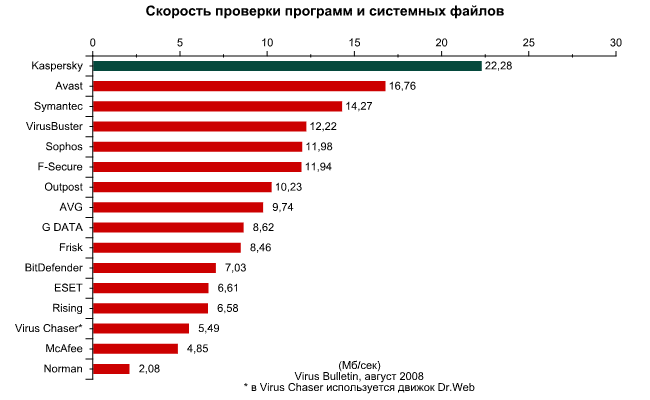 Скорость проверки программ и системных файлов
0 5 10 15 20 25 30
Kaspersky 22,28
Avast 16,76
Symantec 14,27
VirusBuster 12,22
Sophos 11,98
F-Secure 11,94
Outpost 10,23
AVG 9,74
G DATA 8,62
Frisk 8,46
BitDefender 7,03
ESET 6,61
Rising 6,58
Virus Chaser* 5,49
McAfee 4,85
Norman 2,08
(Мб/сек)
Virus Bulletin, август 2008
* в Virus Chaser используется движок Dr.Web